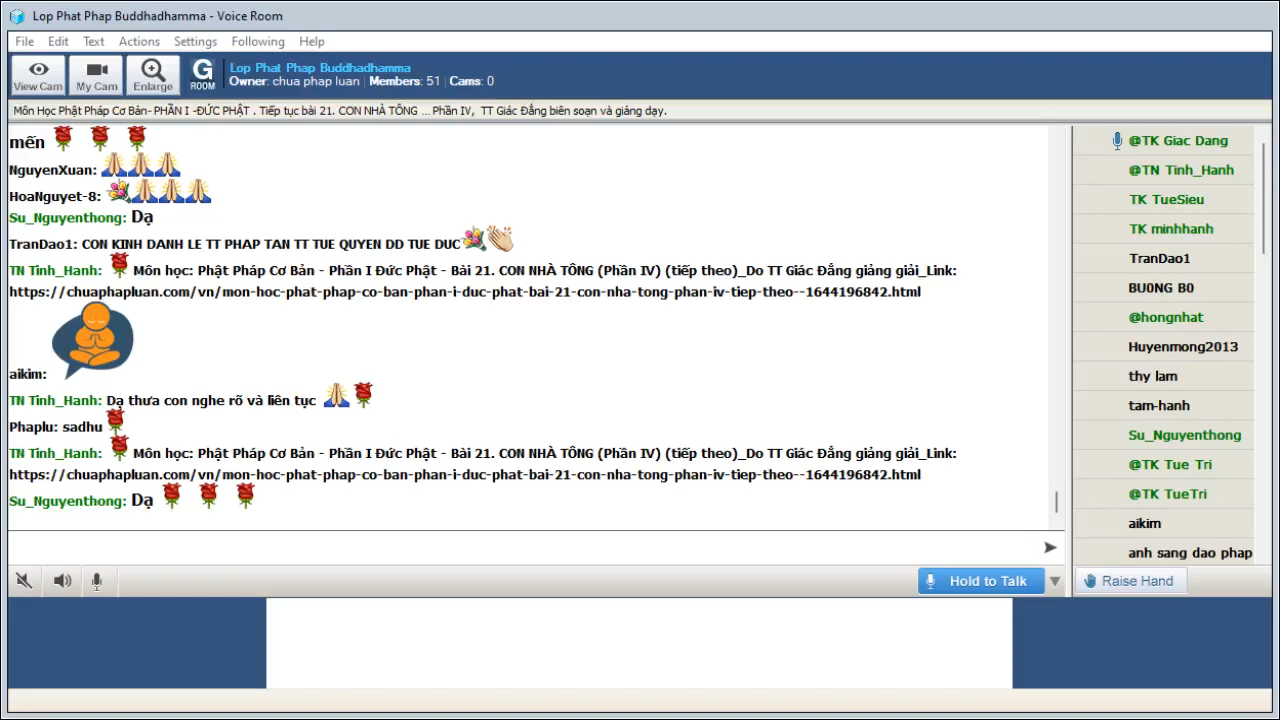 Lop Phat Phap Buddhadhamma - Voice Room
File Edit Text Actions Settings Following Help
View Cam
My Cam
Enlarge
G
ROOM
Lop Phat Phap Buddhadhamma
Owner: chua phap luan | Members: 51 | Cams: 0
Môn Học Phật Pháp Cơ Bản- PHẦN I -ĐỨC PHẬT . Tiếp tục bài 21. CON NHÀ TÔNG ... Phần IV, TT Giác Đẳng biên soạn và giảng dạy.
mến
NguyenXuan:
HoaNguyet-8:
Su_Nguyenthong: Dạ
TranDao1: CON KINH DANH LE TT PHAP TAN TT TUE QUYEN DD TUE DUC
TN Tinh_Hanh: Môn học: Phật Pháp Cơ Bản - Phần I Đức Phật - Bài 21. CON NHÀ TÔNG (Phần IV) (tiếp theo)_Do TT Giác Đẳng giảng giải_Link:
https://chuaphapluan.com/vn/mon-hoc-phat-phap-co-ban-phan-i-duc-phat-bai-21-con-nha-tong-phan-iv-tiep-theo--1644196842.html
aikim:
TN Tinh_Hanh: Dạ thưa con nghe rõ và liên tục
Phaplu: sadhu
TN Tinh_Hanh: Môn học: Phật Pháp Cơ Bản - Phần I Đức Phật - Bài 21. CON NHÀ TÔNG (Phần IV) (tiếp theo)_Do TT Giác Đẳng giảng giải_Link:
https://chuaphapluan.com/vn/mon-hoc-phat-phap-co-ban-phan-i-duc-phat-bai-21-con-nha-tong-phan-iv-tiep-theo--1644196842.html
Su_Nguyenthong: Dạ
@TK Giac Dang
@TN Tinh_Hanh
TK TueSieu
TK minhhanh
TranDao1
BU0NG B0
@hongnhat
Huyenmong2013
thy lam
tam-hanh
Su_Nguyenthong
@TK Tue Tri
@TK TueTri
aikim
anh sang dao phap
Hold to Talk
Raise Hand